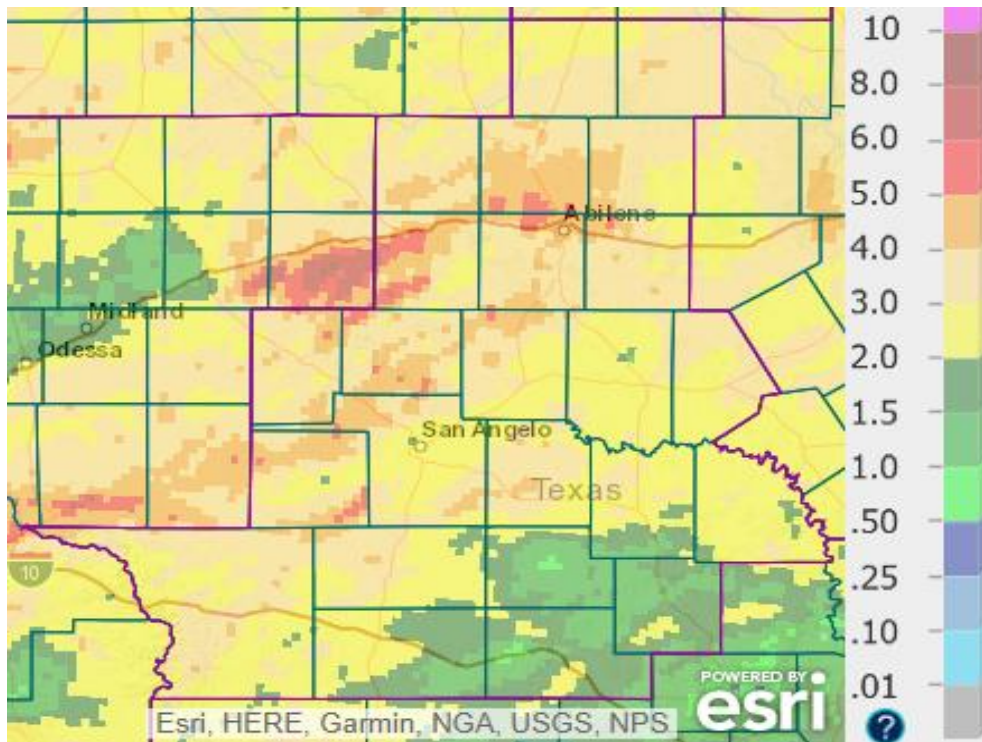 10
8.0
6.0
5.0
4.0
3.0
2.0
1.5
1.0
.50
.25
.10
.01
?
Abilene
Midland
Odessa
San Angelo
Texas
10
POWERED BY
esri
Esri, HERE, Garmin, NGA, USGS, NPS